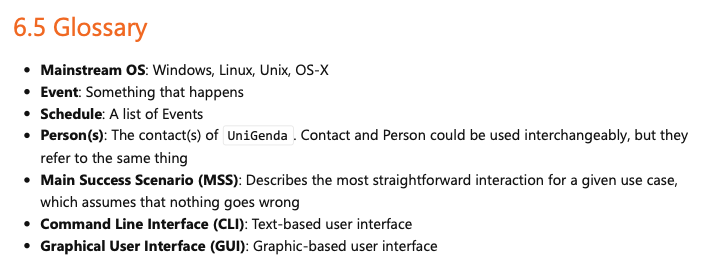 6.5 Glossary
• Mainstream OS: Windows, Linux, Unix, OS-X
• Event: Something that happens
• Schedule: A list of Events
• Person(s): The contact(s) of UniGenda. Contact and Person could be used interchangeably, but they
refer to the same thing
• Main Success Scenario (MSS): Describes the most straightforward interaction for a given use case,
which assumes that nothing goes wrong
• Command Line Interface (CLI): Text-based user interface
• Graphical User Interface (GUI): Graphic-based user interface